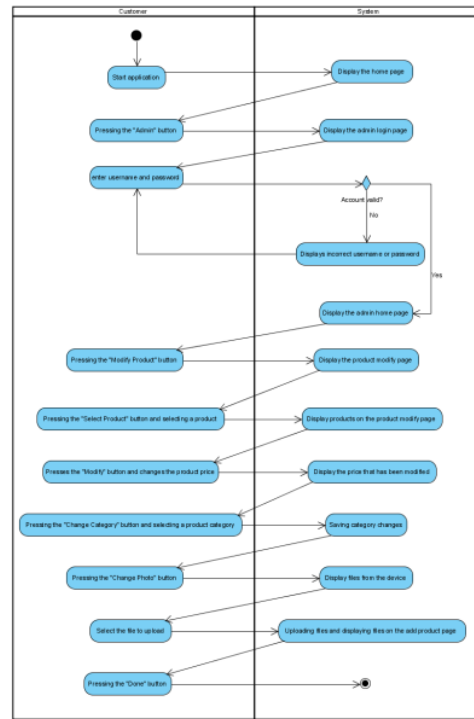 Customer
System
Start application
Display the home page
Pressing the "Admin" button
Display the admin login page
enter username and password
Account valid?
No
Displays incorrect username or password
Yes
Display the admin home page
Pressing the "Modify Product" button
Display the product modify page
Pressing the "Select Product" button and selecting a product
Display products on the product modify page
Presses the "Modify" button and changes the product price
Display the price that has been modified
Pressing the "Change Category" button and selecting a product category
Saving category changes
Pressing the "Change Photo" button
Display files from the device
Select the file to upload
Uploading files and displaying files on the add product page
Pressing the "Done" button